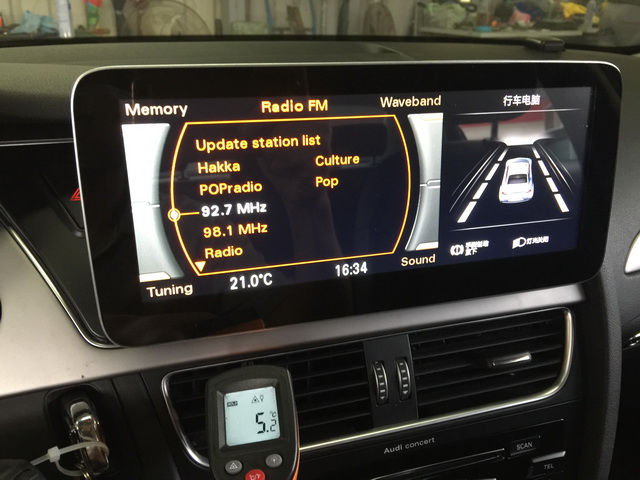 Memory
Radio FM
Waveband
行车电脑
Update station list
Hakka
Culture
POPradio
Pop
92.7 MHz
98.1 MHz
Radio
Tuning
21.0°C
16:34
Sound
5.2 °C
Audi concert
SCAN
TEL